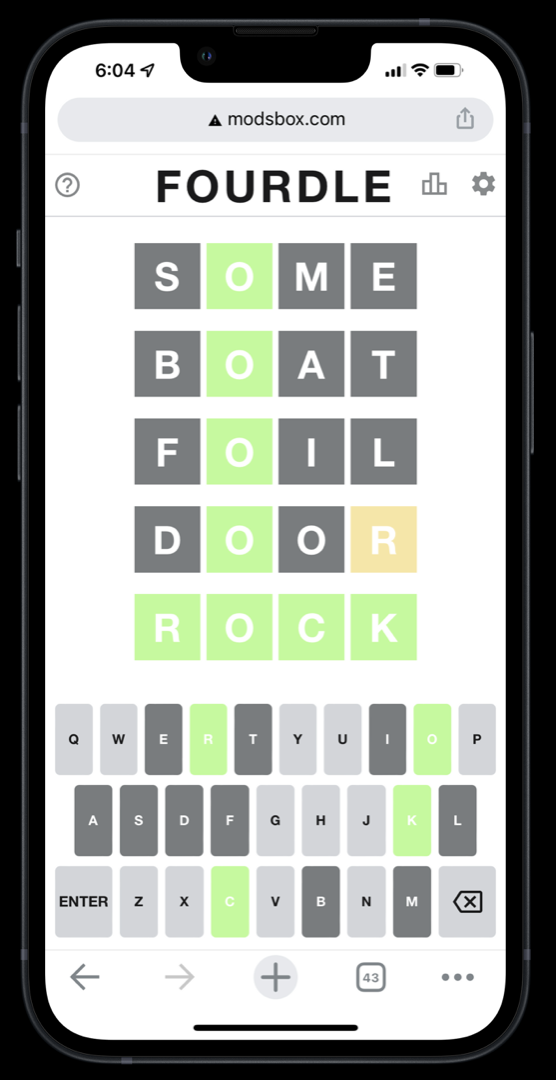 6:04
modsbox.com
FOURDLE
S O M E
B O A T
F O I L
D O O R
R O C K
Q W E R T Y U I O P
A S D F G H J K L
ENTER Z X C V B N M
43